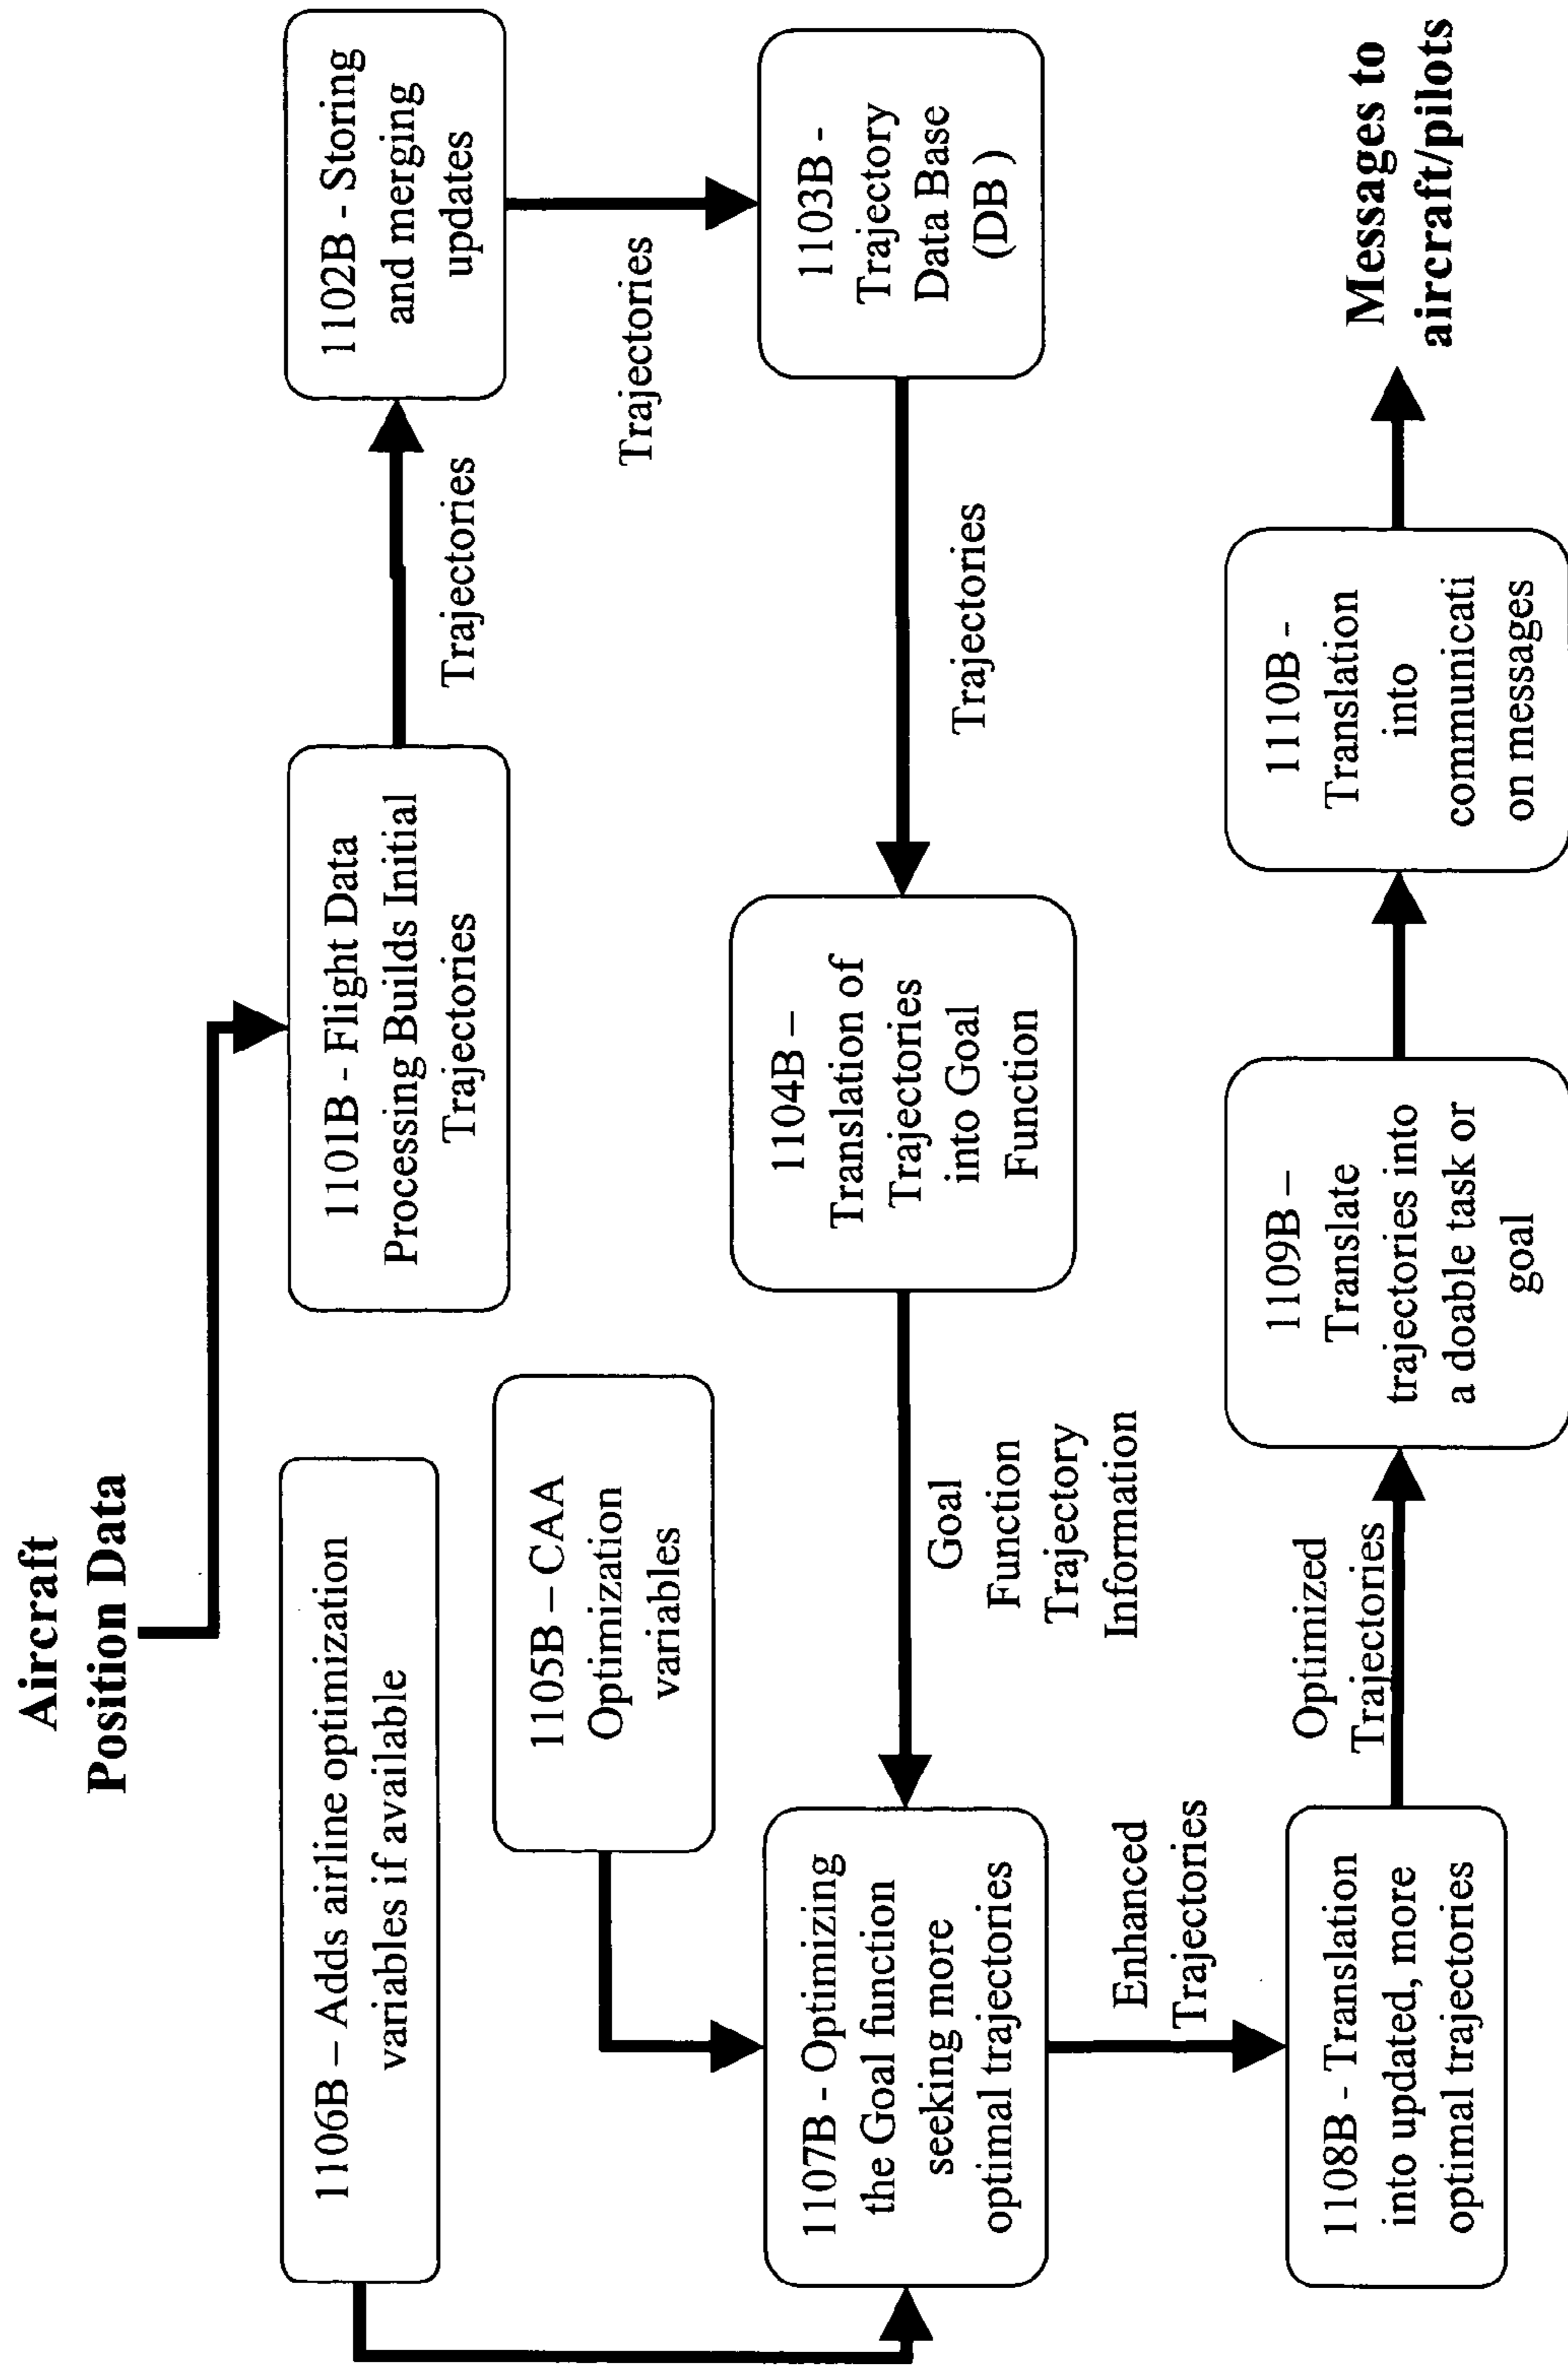 Aircraft
Position Data
1106B – Adds airline optimization
variables if available
1101B - Flight Data
Processing Builds Initial
Trajectories
Trajectories
1102B - Storing
and merging
updates
1105B – CAA
Optimization
variables
Trajectories
1107B - Optimizing
the Goal function
seeking more
optimal trajectories
Goal
Function
Trajectory
Information
1104B –
Translation of
Trajectories
into Goal
Function
Trajectories
1103B -
Trajectory
Data Base
(DB )
Enhanced
Trajectories
1108B - Translation
into updated, more
optimal trajectories
Optimized
Trajectories
1109B –
Translate
trajectories into
a doable task or
goal
1110B -
Translation
into
communicati
on messages
Messages to
aircraft/pilots